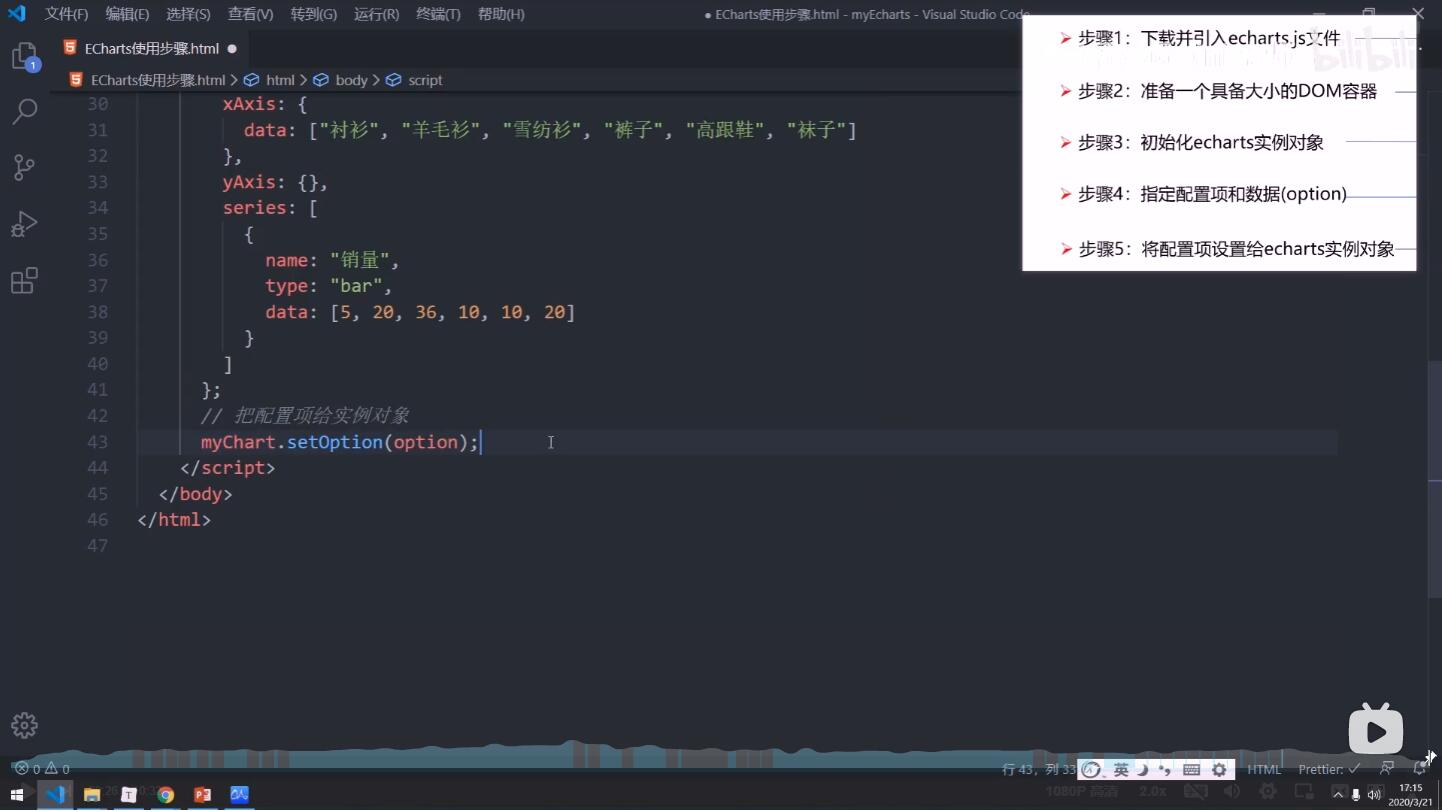 文件(F) 编辑(E) 选择(S) 查看(V) 转到(G) 运行(R) 终端(T) 帮助(H) ● ECharts使用步骤.html - myEcharts - Visual Studio Code
ECharts使用步骤.html ●
ECharts使用步骤.html > html > body > script
1
30 xAxis: {
31 data: ["衬衫", "羊毛衫", "雪纺衫", "裤子", "高跟鞋", "袜子"]
32 },
33 yAxis: {},
34 series: [
35 {
36 name: "销量",
37 type: "bar",
38 data: [5, 20, 36, 10, 10, 20]
39 }
40 ]
41 };
42 // 把配置项给实例对象
43 myChart.setOption(option);
44 </script>
45 </body>
46 </html>
47
步骤1：下载并引入echarts.js文件
bilibili
步骤2：准备一个具备大小的DOM容器
步骤3：初始化echarts实例对象
步骤4：指定配置项和数据(option)
步骤5：将配置项设置给echarts实例对象
0 0 行 43，列 33 英 HTML Prettier: ✓
1080P 高清 2.0x
17:15
2020/3/21